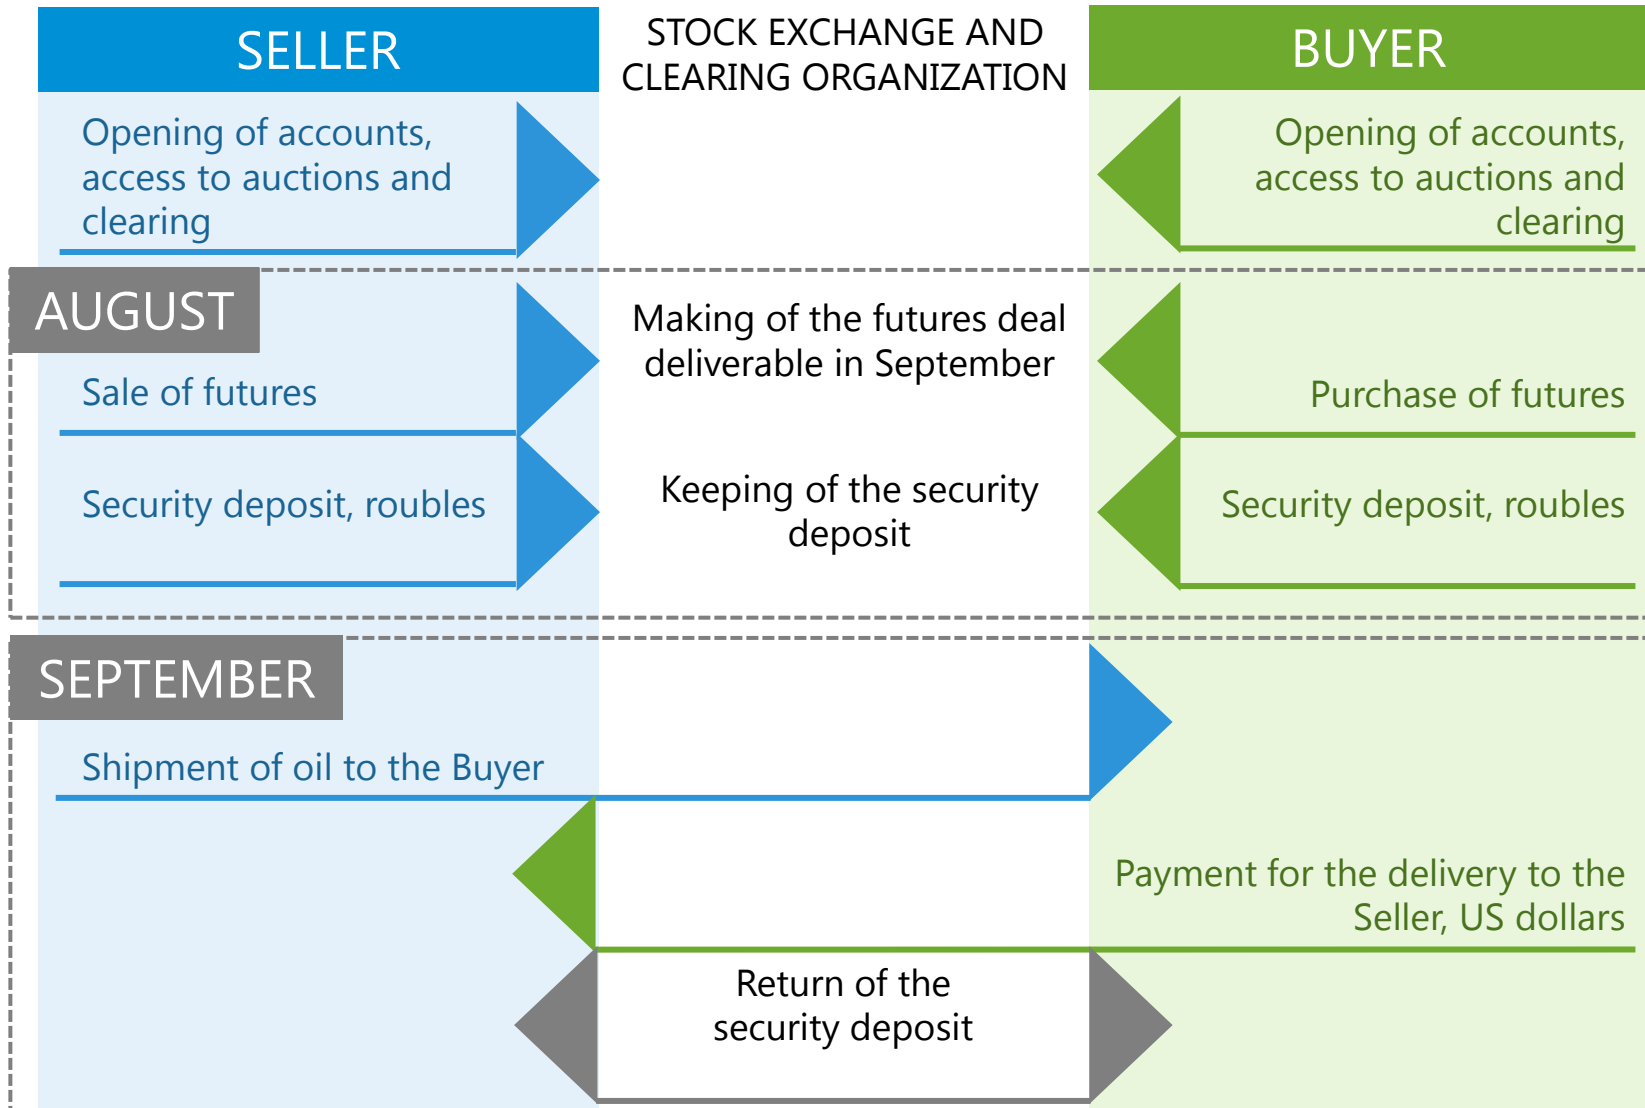 SELLER
STOCK EXCHANGE AND
CLEARING ORGANIZATION
BUYER
Opening of accounts,
access to auctions and
clearing
Opening of accounts,
access to auctions and
clearing
AUGUST
Sale of futures
Making of the futures deal
deliverable in September
Purchase of futures
Security deposit, roubles
Keeping of the security
deposit
Security deposit, roubles
SEPTEMBER
Shipment of oil to the Buyer
Payment for the delivery to the
Seller, US dollars
Return of the
security deposit